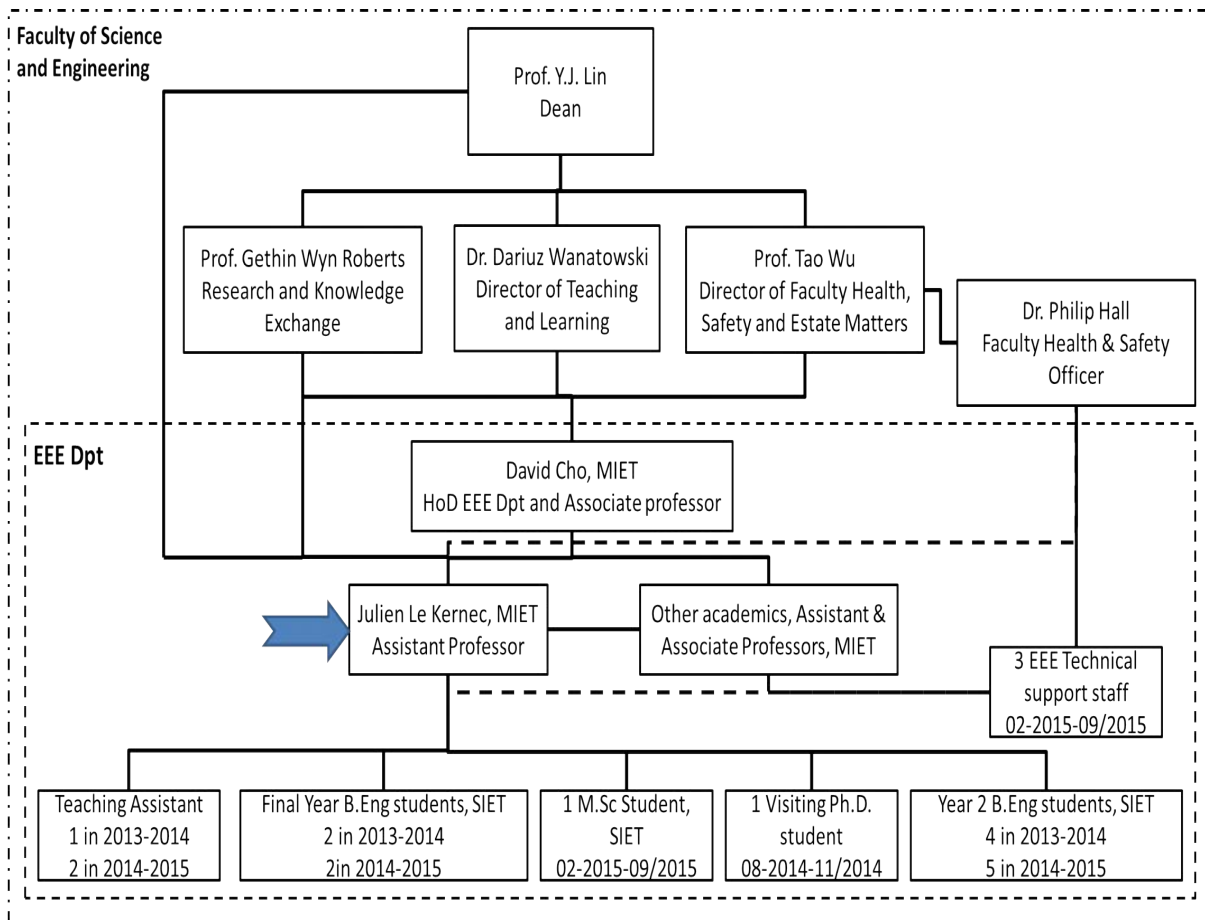 Faculty of Science
and Engineering
Prof. Y.J. Lin
Dean
Prof. Gethin Wyn Roberts
Research and Knowledge
Exchange
Dr. Dariuz Wanatowski
Director of Teaching
and Learning
Prof. Tao Wu
Director of Faculty Health,
Safety and Estate Matters
Dr. Philip Hall
Faculty Health & Safety
Officer
EEE Dpt
David Cho, MIET
HoD EEE Dpt and Associate professor
Julien Le Kernec, MIET
Assistant Professor
Other academics, Assistant &
Associate Professors, MIET
3 EEE Technical
support staff
02-2015-09/2015
Teaching Assistant
1 in 2013-2014
2 in 2014-2015
Final Year B.Eng students, SIET
2 in 2013-2014
2in 2014-2015
1 M.Sc Student,
SIET
02-2015-09/2015
1 Visiting Ph.D.
student
08-2014-11/2014
Year 2 B.Eng students, SIET
4 in 2013-2014
5 in 2014-2015